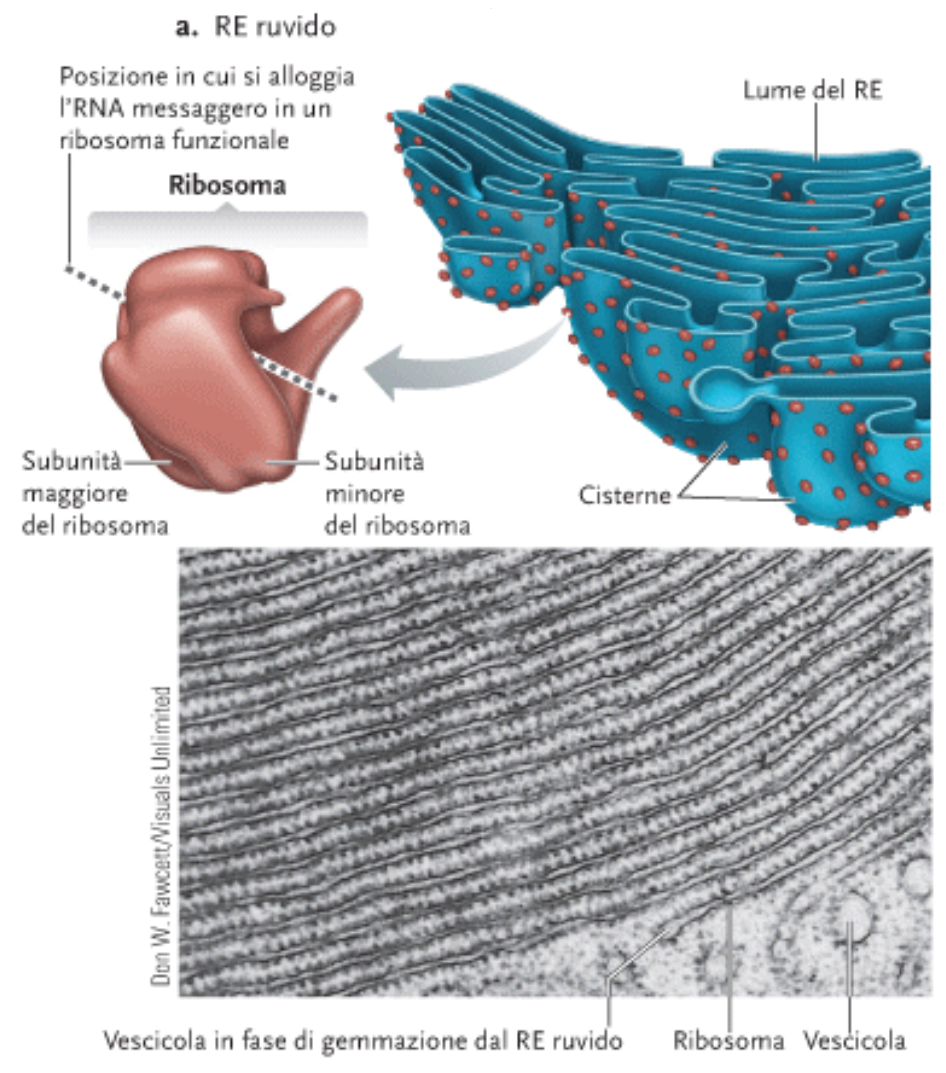 a. RE ruvido
Posizione in cui si alloggia
l'RNA messaggero in un
ribosoma funzionale
Ribosoma
Lume del RE
Subunità
maggiore
del ribosoma
Subunità
minore
del ribosoma
Cisterne
Don W. Fawcett/Visuals Unlimited
Vescicola in fase di gemmazione dal RE ruvido
Ribosoma
Vescicola